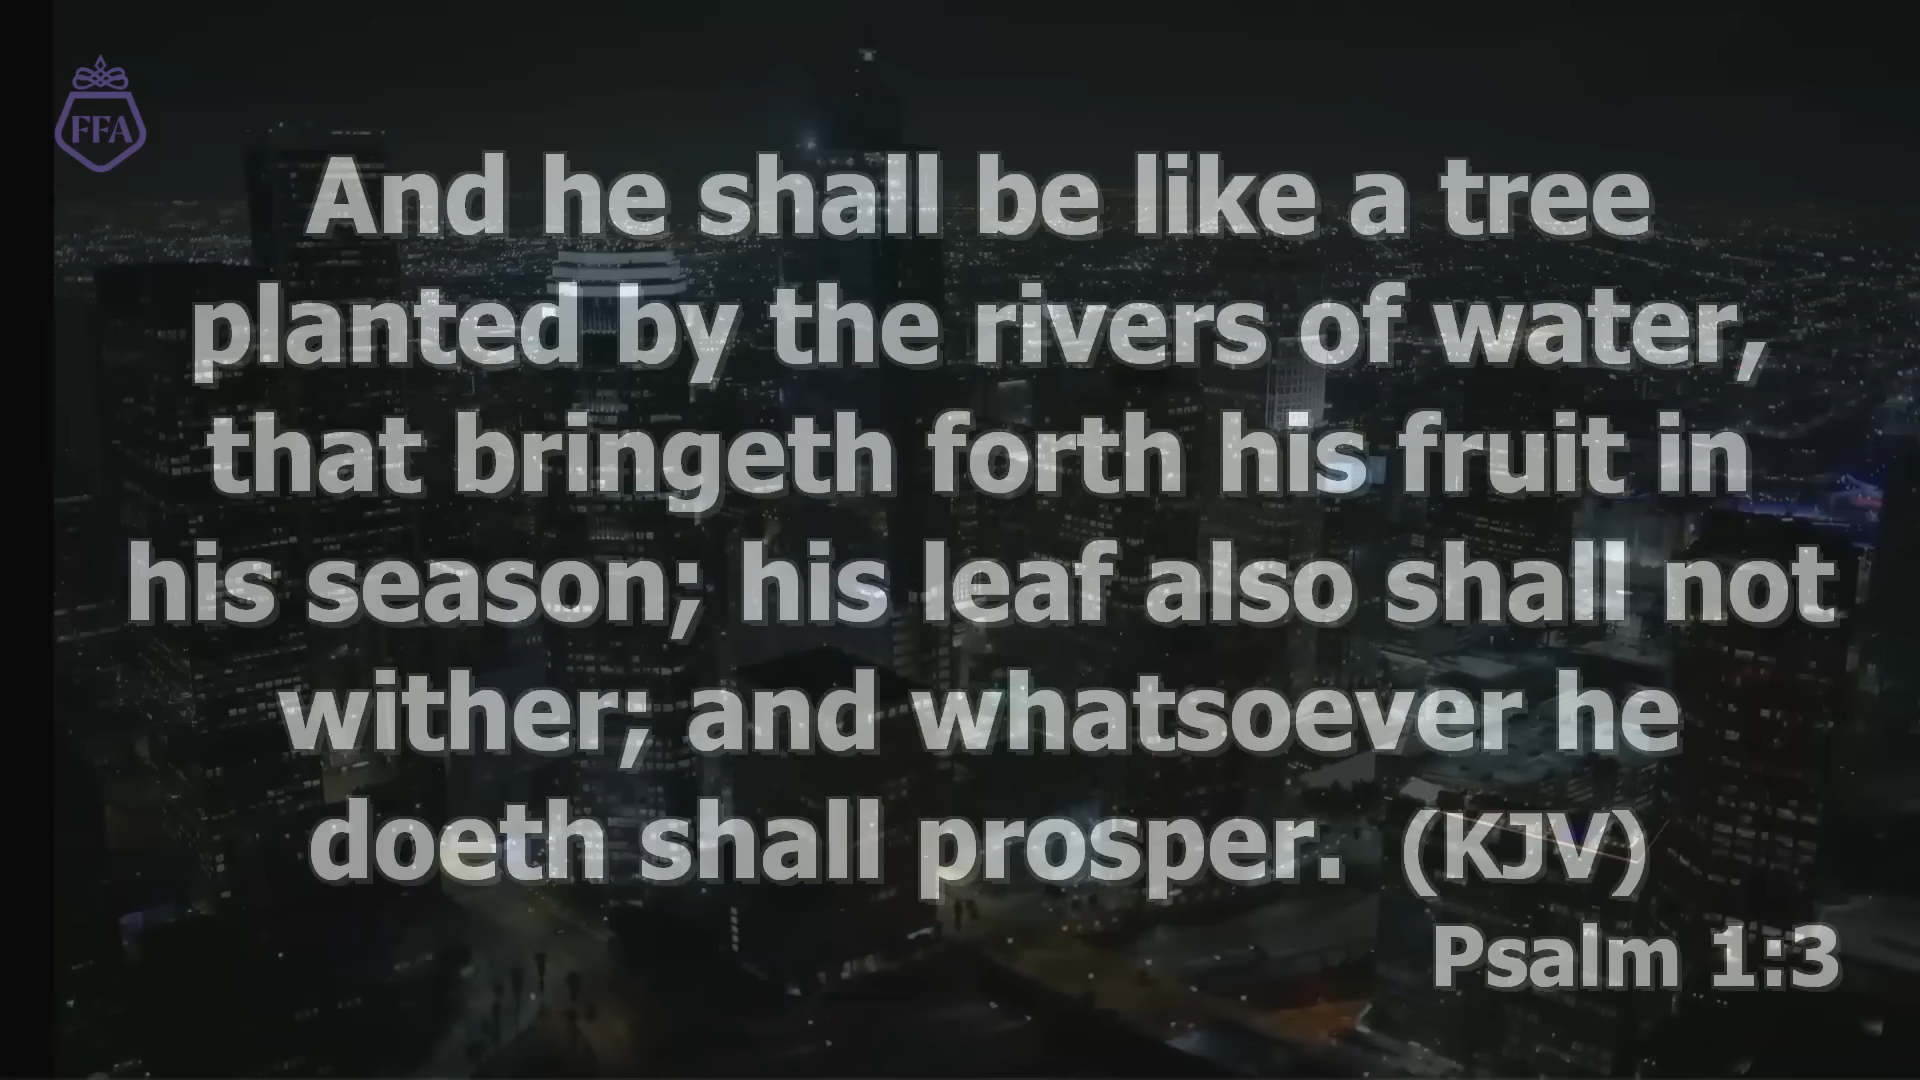 FFA
And he shall be like a tree
planted by the rivers of water,
that bringeth forth his fruit in
his season; his leaf also shall not
wither; and whatsoever he
doeth shall prosper. (KJV)
Psalm 1:3